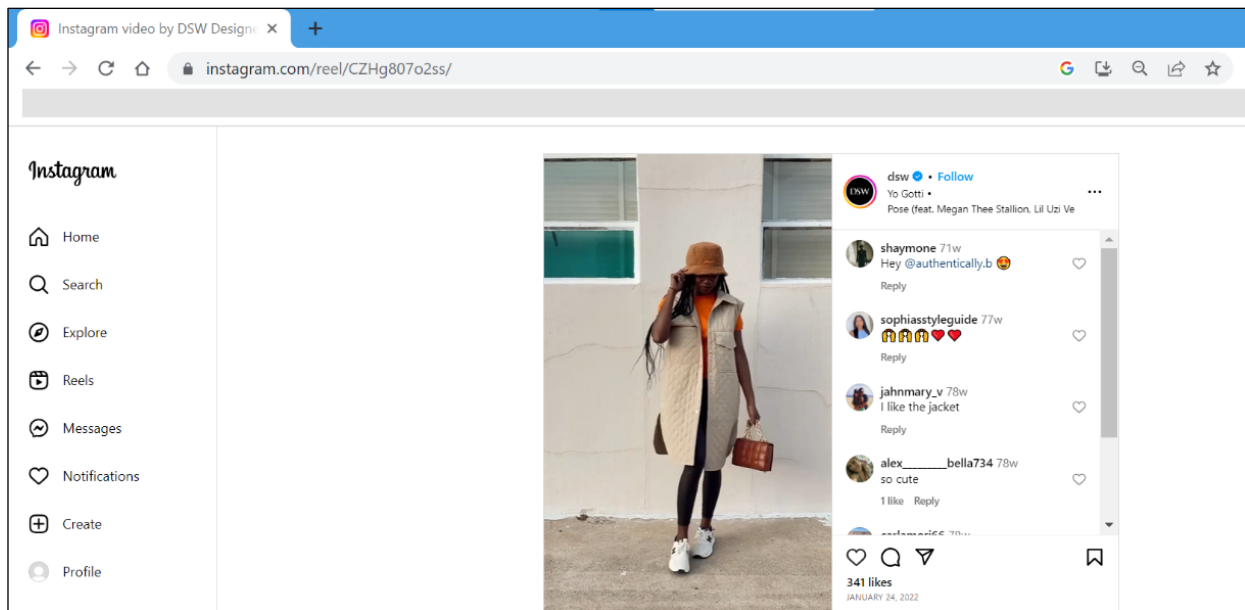 Instagram video by DSW Designe
instagram.com/reel/CZHg807o2ss/
Instagram
Home
Search
Explore
Reels
Messages
Notifications
Create
Profile
DSW
dsw • Follow
Yo Gotti •
Pose (feat. Megan Thee Stallion, Lil Uzi Ve
shaymone 71w
Hey @authentically.b 😍
Reply
sophiasstyleguide 77w
🙌🙌🙌❤️❤️
Reply
jahnmary_v 78w
I like the jacket
Reply
alex_________bella734 78w
so cute
1 like Reply
341 likes
JANUARY 24, 2022